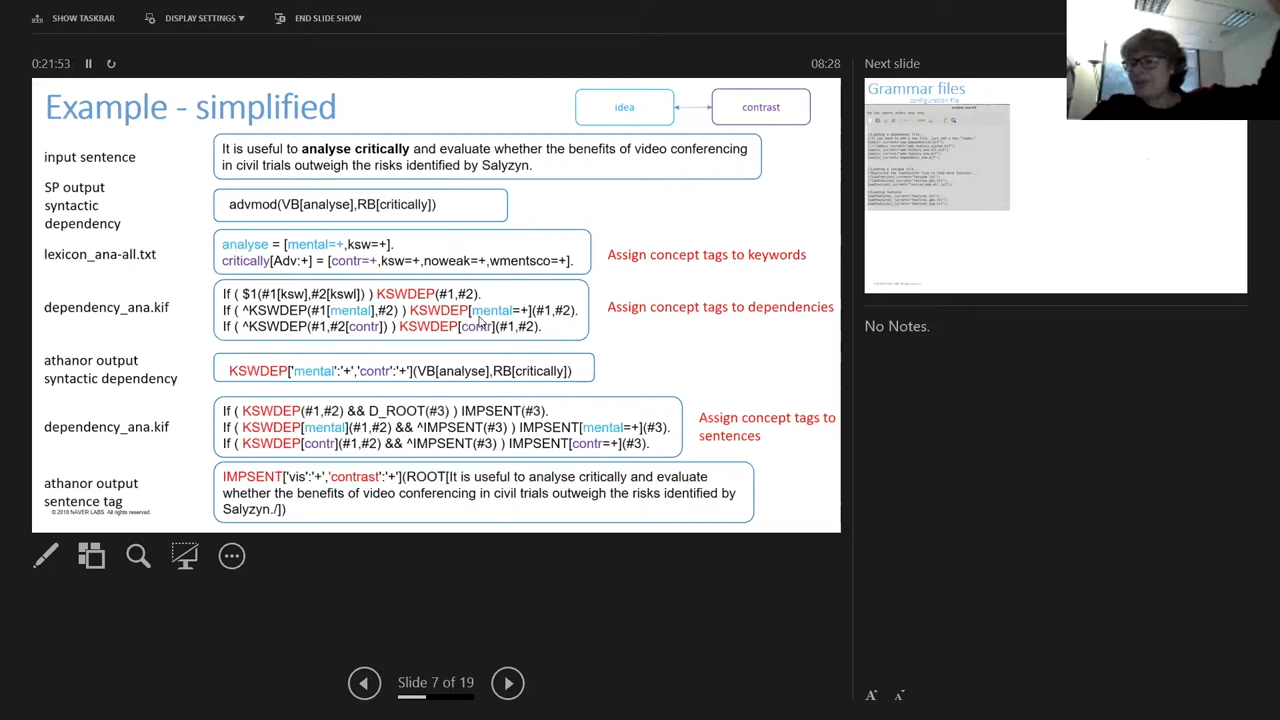 SHOW TASKBAR
DISPLAY SETTINGS ▾
END SLIDE SHOW
0:21:53
08:28
Example - simplified
idea
contrast
input sentence
It is useful to analyse critically and evaluate whether the benefits of video conferencing
in civil trials outweigh the risks identified by Salyzyn.
SP output
syntactic
dependency
advmod(VB[analyse],RB[critically])
lexicon_ana-all.txt
analyse = [mental=+,ksw=+].
critically[Adv:+] = [contr=+,ksw=+,noweak=+,wmentsco=+].
Assign concept tags to keywords
dependency_ana.kif
If ( $1(#1[ksw],#2[kswl]) ) KSWDEP(#1,#2).
If ( ^KSWDEP(#1[mental],#2) ) KSWDEP[mental=+](#1,#2).
If ( ^KSWDEP(#1,#2[contr]) ) KSWDEP[contr](#1,#2).
Assign concept tags to dependencies
athanor output
syntactic dependency
KSWDEP['mental':'+','contr':'+'](VB[analyse],RB[critically])
dependency_ana.kif
If ( KSWDEP(#1,#2) && D_ROOT(#3) ) IMPSENT(#3).
If ( KSWDEP[mental](#1,#2) && ^IMPSENT(#3) ) IMPSENT[mental=+](#3).
If ( KSWDEP[contr](#1,#2) && ^IMPSENT(#3) ) IMPSENT[contr=+](#3).
Assign concept tags to
sentences
athanor output
sentence tag
IMPSENT['vis':'+','contrast':'+'](ROOT[It is useful to analyse critically and evaluate
whether the benefits of video conferencing in civil trials outweigh the risks identified by
Salyzyn./])
© 2018 NAVER LABS. All rights reserved.
Slide 7 of 19
Next slide
Grammar files
configuration file
No Notes.
A
A